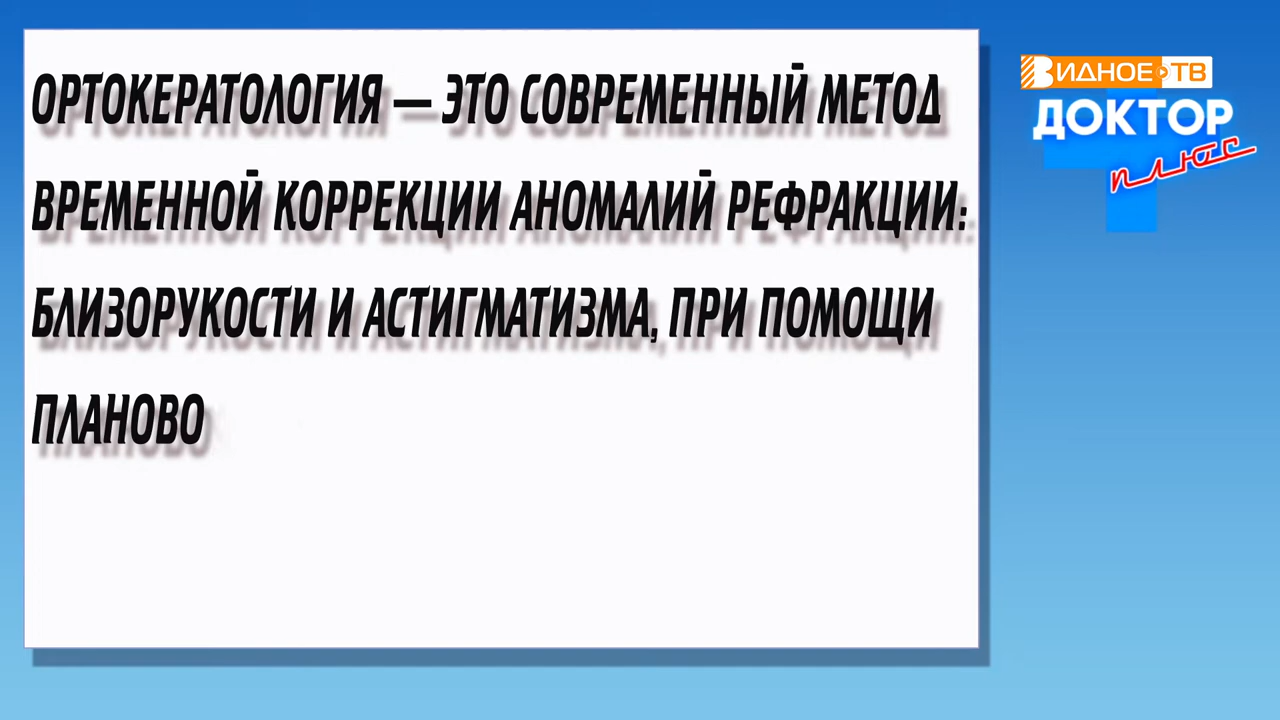 ОРТОКЕРАТОЛОГИЯ — ЭТО СОВРЕМЕННЫЙ МЕТОД
ВРЕМЕННОЙ КОРРЕКЦИИ АНОМАЛИЙ РЕФРАКЦИИ:
БЛИЗОРУКОСТИ И АСТИГМАТИЗМА, ПРИ ПОМОЩИ
ПЛАНОВО
ВИДНОЕ ТВ
ДОКТОР
плюс